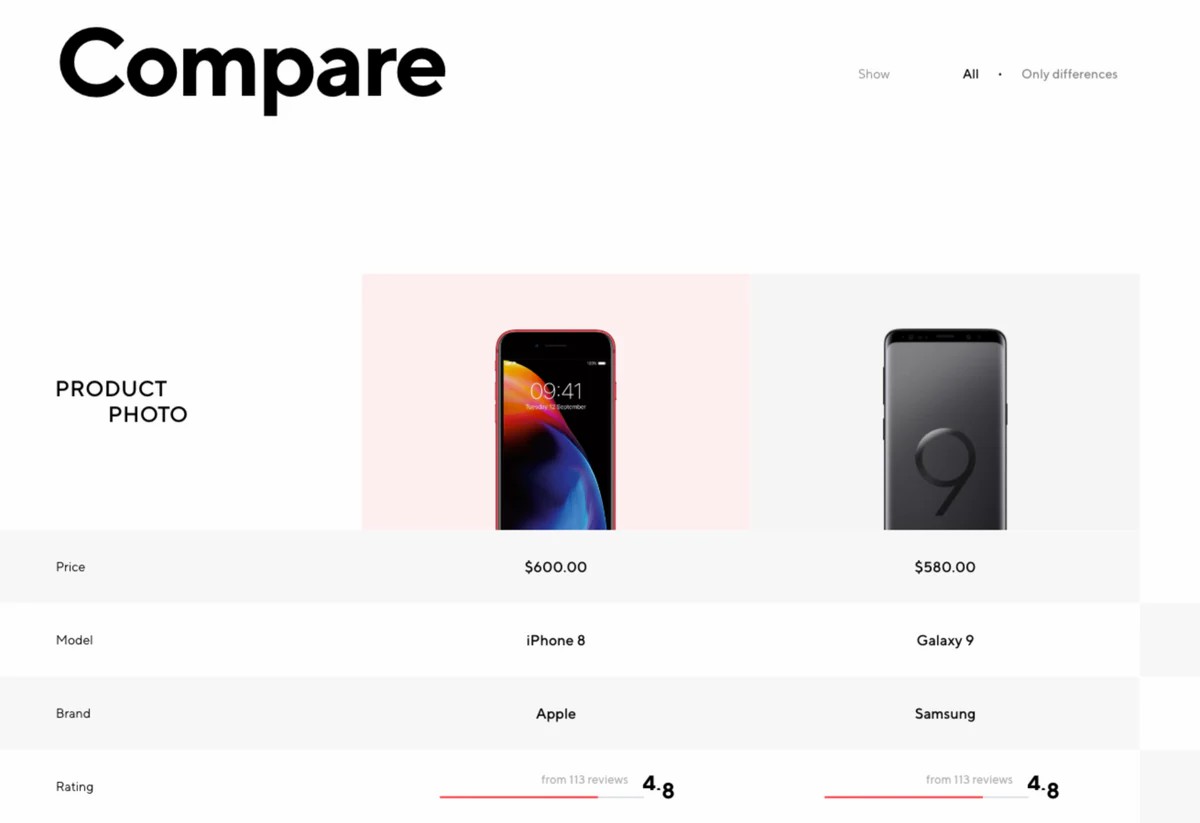 Compare
Show All • Only differences
PRODUCT
PHOTO
09:41
Tuesday 12 September
9
Price $600.00 $580.00
Model iPhone 8 Galaxy 9
Brand Apple Samsung
Rating from 113 reviews 4.8 from 113 reviews 4.8